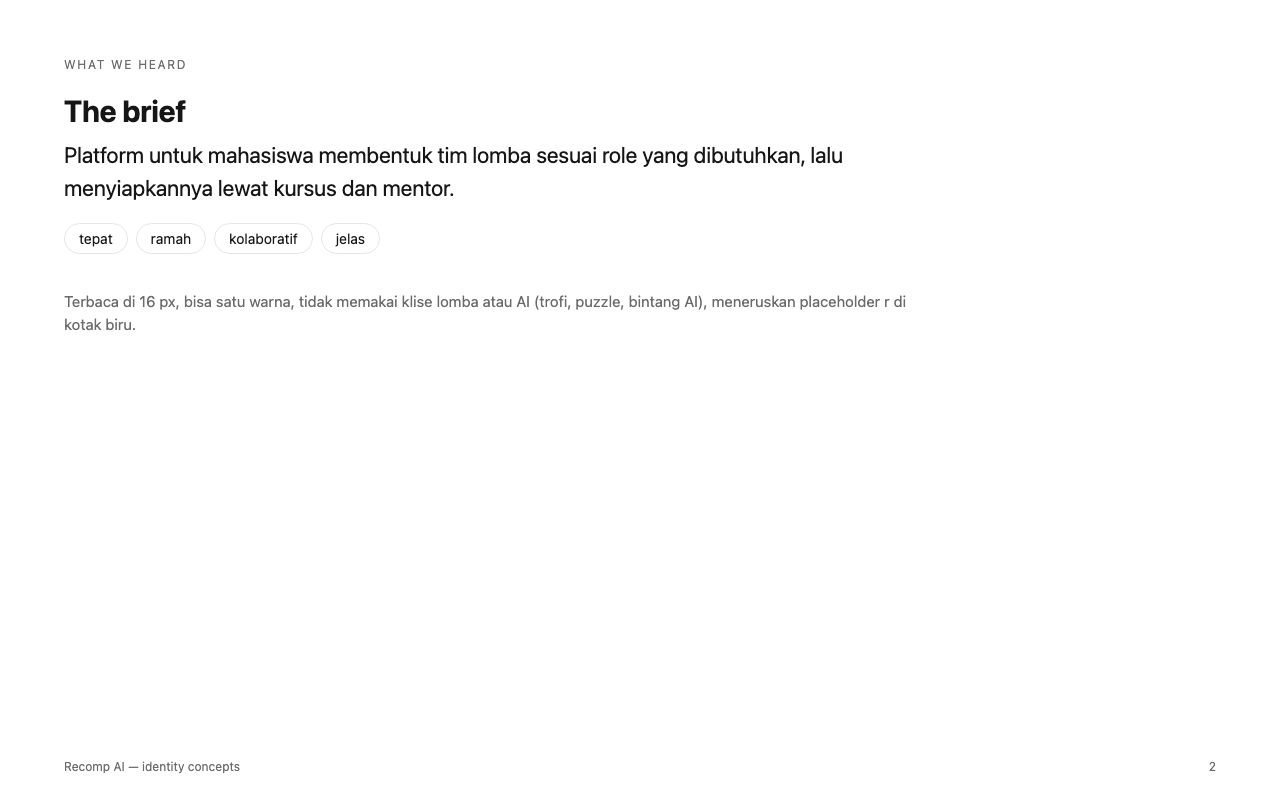 WHAT WE HEARD
The brief
Platform untuk mahasiswa membentuk tim lomba sesuai role yang dibutuhkan, lalu
menyiapkannya lewat kursus dan mentor.
tepat ramah kolaboratif jelas
Terbaca di 16 px, bisa satu warna, tidak memakai klise lomba atau AI (trofi, puzzle, bintang AI), meneruskan placeholder r di
kotak biru.
Recomp AI — identity concepts 2